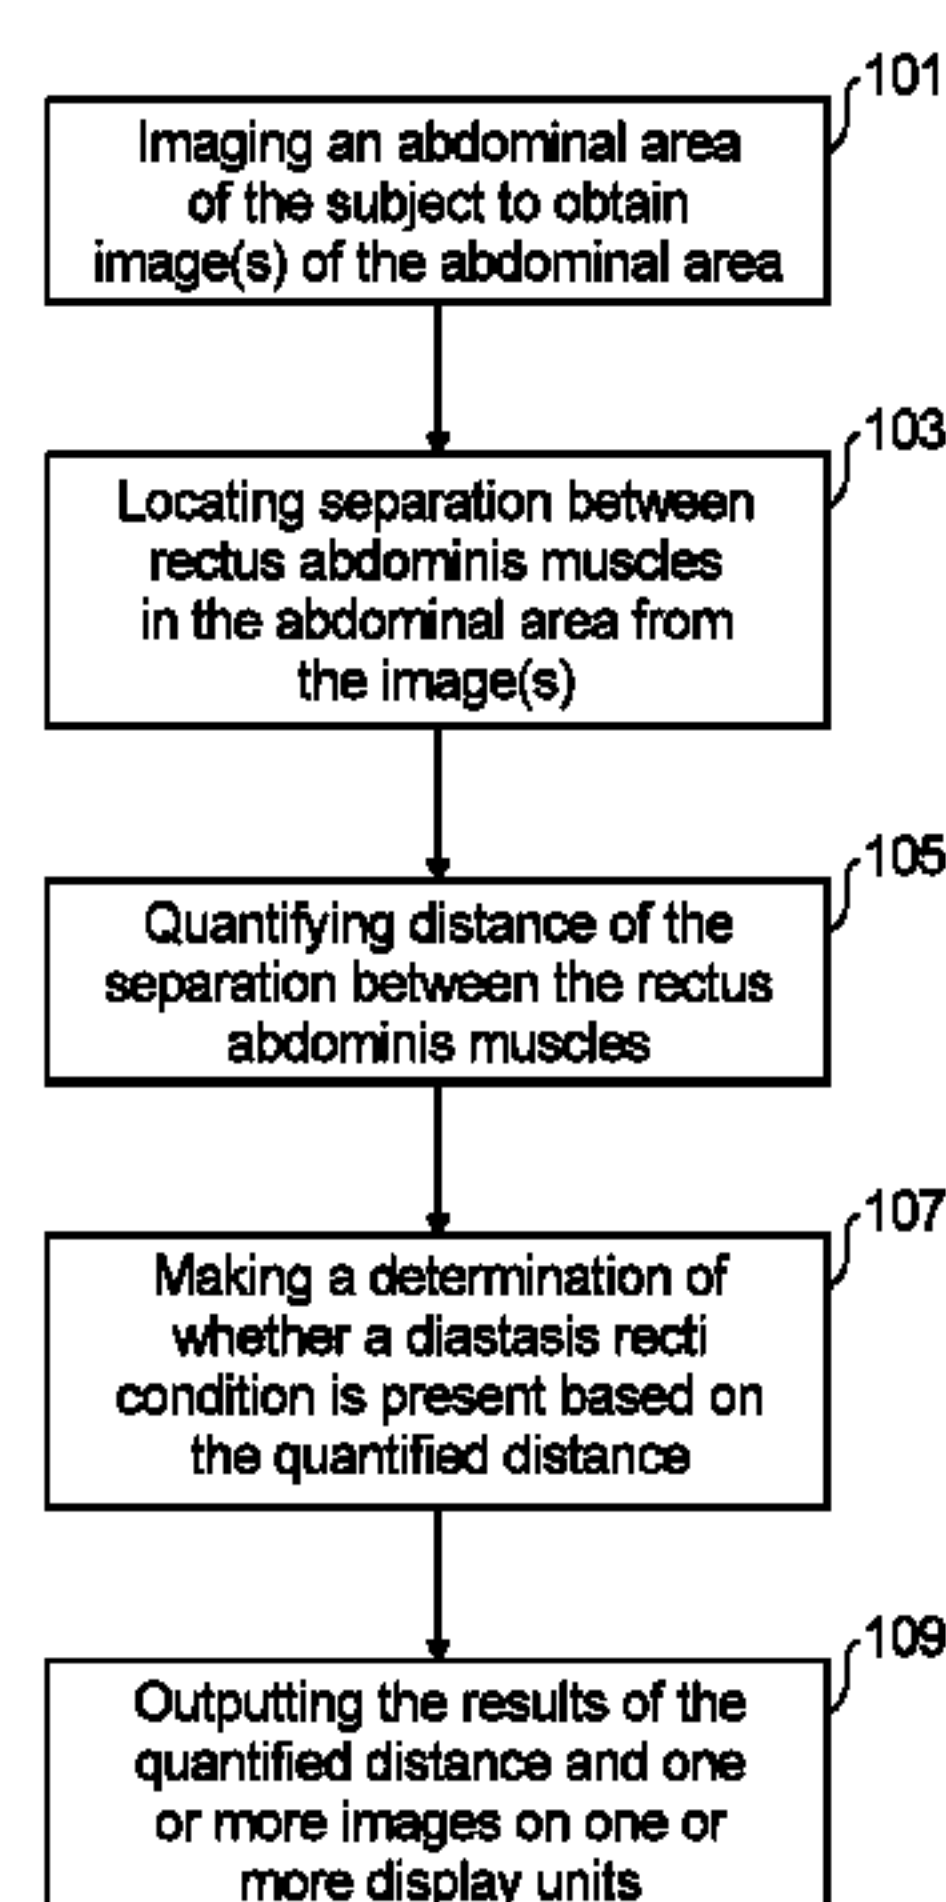 101
Imaging an abdominal area
of the subject to obtain
image(s) of the abdominal area
103
Locating separation between
rectus abdominis muscles
in the abdominal area from
the image(s)
105
Quantifying distance of the
separation between the rectus
abdominis muscles
107
Making a determination of
whether a diastasis recti
condition is present based on
the quantified distance
109
Outputting the results of the
quantified distance and one
or more images on one or
more display units